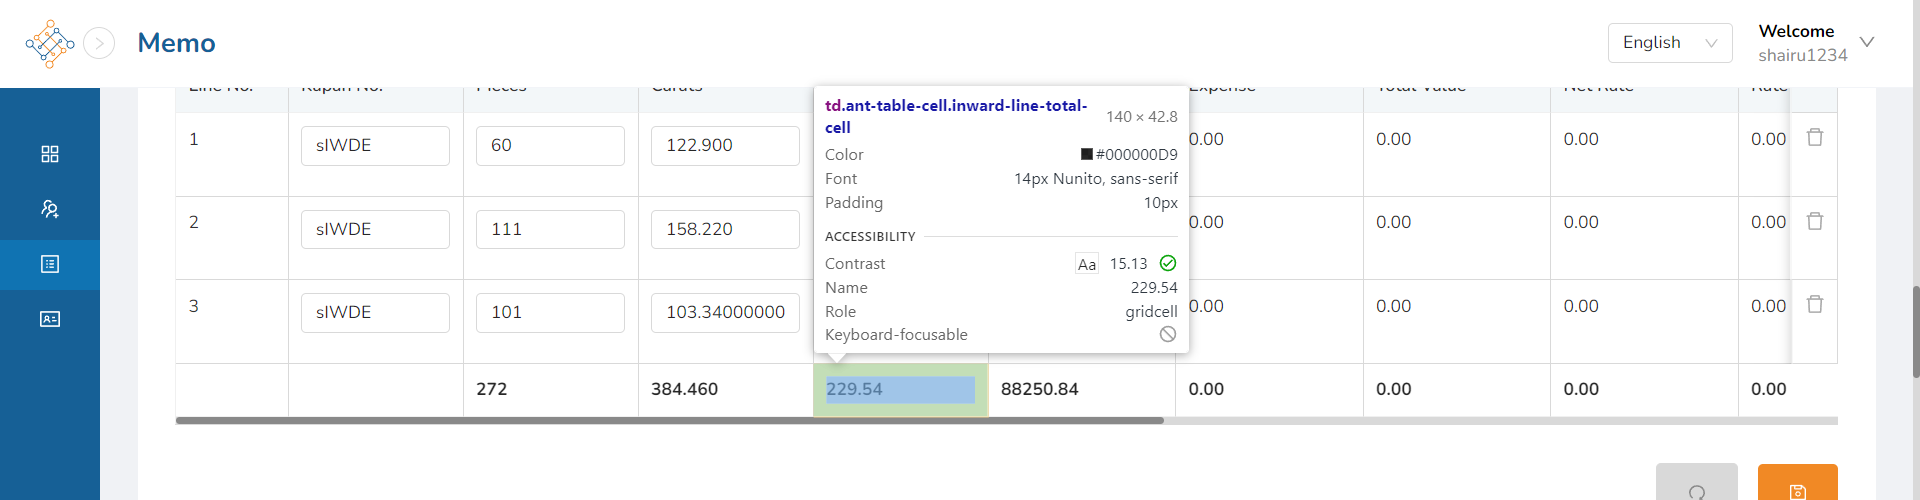 Memo
English
Welcome
shairu1234
Line No. Kapan No. Pieces Carats Expense Total Value Net Rate Rate
1 sIWDE 60 122.900 0.00 0.00 0.00 0.00
2 sIWDE 111 158.220 0.00 0.00 0.00 0.00
3 sIWDE 101 103.34000000 0.00 0.00 0.00 0.00
272 384.460 229.54 88250.84 0.00 0.00 0.00 0.00
td.ant-table-cell.inward-line-total-
cell 140 × 42.8
Color #000000D9
Font 14px Nunito, sans-serif
Padding 10px
ACCESSIBILITY
Contrast Aa 15.13
Name 229.54
Role gridcell
Keyboard-focusable